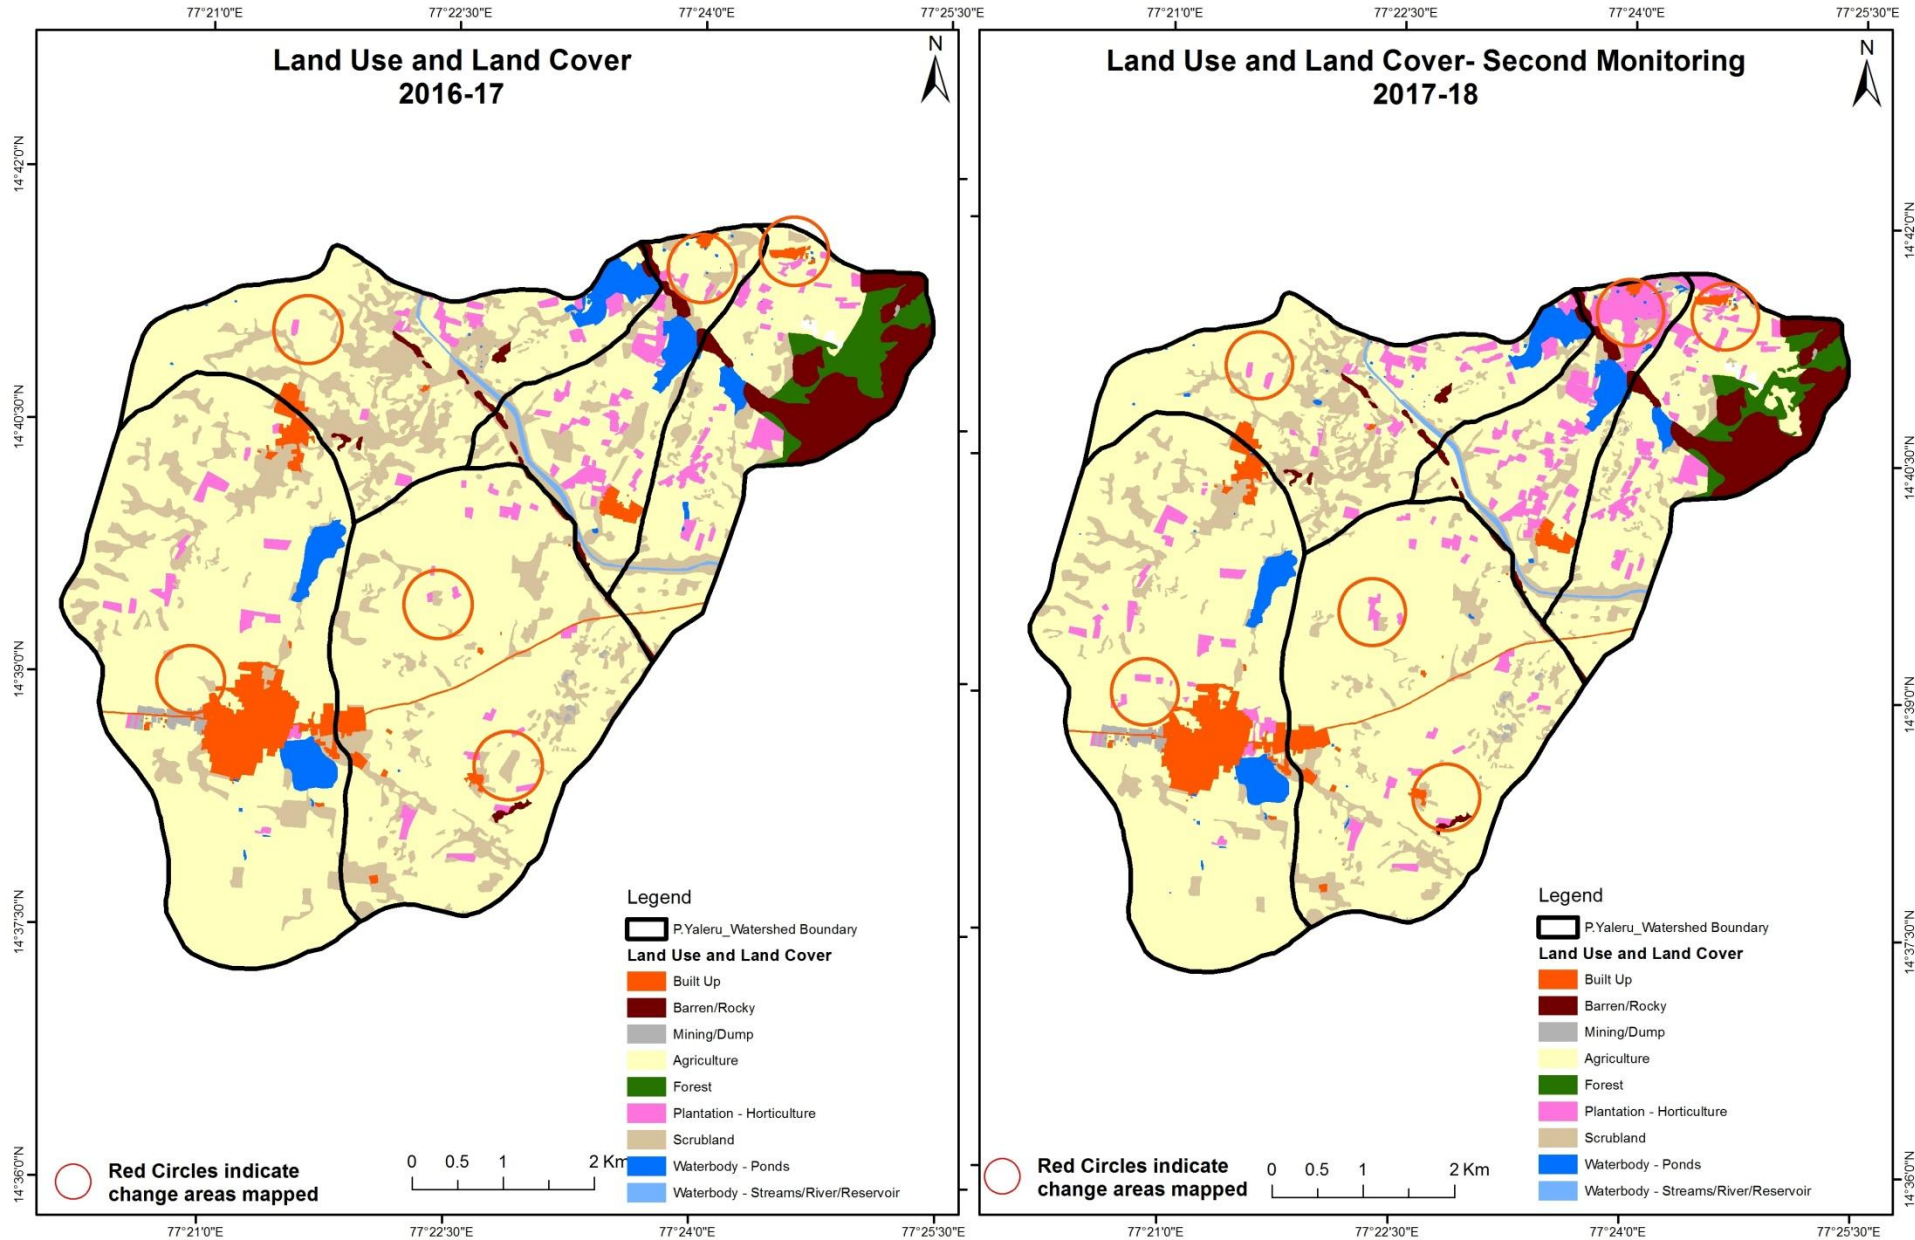 77°21'0"E 77°22'30"E 77°24'0"E 77°25'30"E
Land Use and Land Cover
2016-17
N
14°42'0"N
14°40'30"N
14°39'0"N
14°37'30"N
14°36'0"N
Legend
P.Yaleru_Watershed Boundary
Land Use and Land Cover
Built Up
Barren/Rocky
Mining/Dump
Agriculture
Forest
Plantation - Horticulture
Scrubland
Waterbody - Ponds
Waterbody - Streams/River/Reservoir
Red Circles indicate
change areas mapped
0 0.5 1 2 Km
77°21'0"E 77°22'30"E 77°24'0"E 77°25'30"E
77°21'0"E 77°22'30"E 77°24'0"E 77°25'30"E
Land Use and Land Cover- Second Monitoring
2017-18
N
14°42'0"N
14°40'30"N
14°39'0"N
14°37'30"N
14°36'0"N
Legend
P.Yaleru_Watershed Boundary
Land Use and Land Cover
Built Up
Barren/Rocky
Mining/Dump
Agriculture
Forest
Plantation - Horticulture
Scrubland
Waterbody - Ponds
Waterbody - Streams/River/Reservoir
Red Circles indicate
change areas mapped
0 0.5 1 2 Km
77°21'0"E 77°22'30"E 77°24'0"E 77°25'30"E